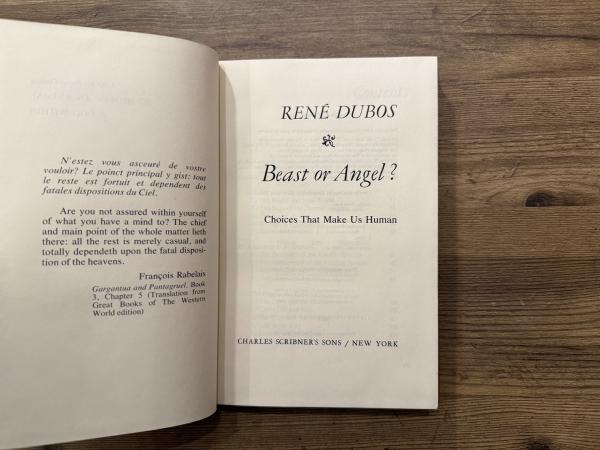 N'estez vous asceuré de vostre
vouloir? Le poinct principal y gist: tout
le reste est fortuit et dependent des
fatales dispositions du Ciel.
Are you not assured within yourself
of what you have a mind to? The chief
and main point of the whole matter lieth
there: all the rest is merely casual, and
totally dependeth upon the fatal disposi-
tion of the heavens.
François Rabelais
Gargantua and Pantagruel, Book
3, Chapter 5 (Translation from
Great Books of The Western
World edition)
RENÉ DUBOS
Beast or Angel?
Choices That Make Us Human
CHARLES SCRIBNER'S SONS / NEW YORK